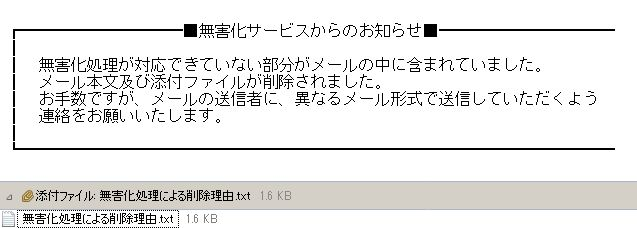 ■無害化サービスからのお知らせ■
無害化処理が対応できていない部分がメールの中に含まれていました。
メール本文及び添付ファイルが削除されました。
お手数ですが、メールの送信者に、異なるメール形式で送信していただくよう
連絡をお願いいたします。
添付ファイル: 無害化処理による削除理由.txt 1.6 KB
無害化処理による削除理由.txt 1.6 KB